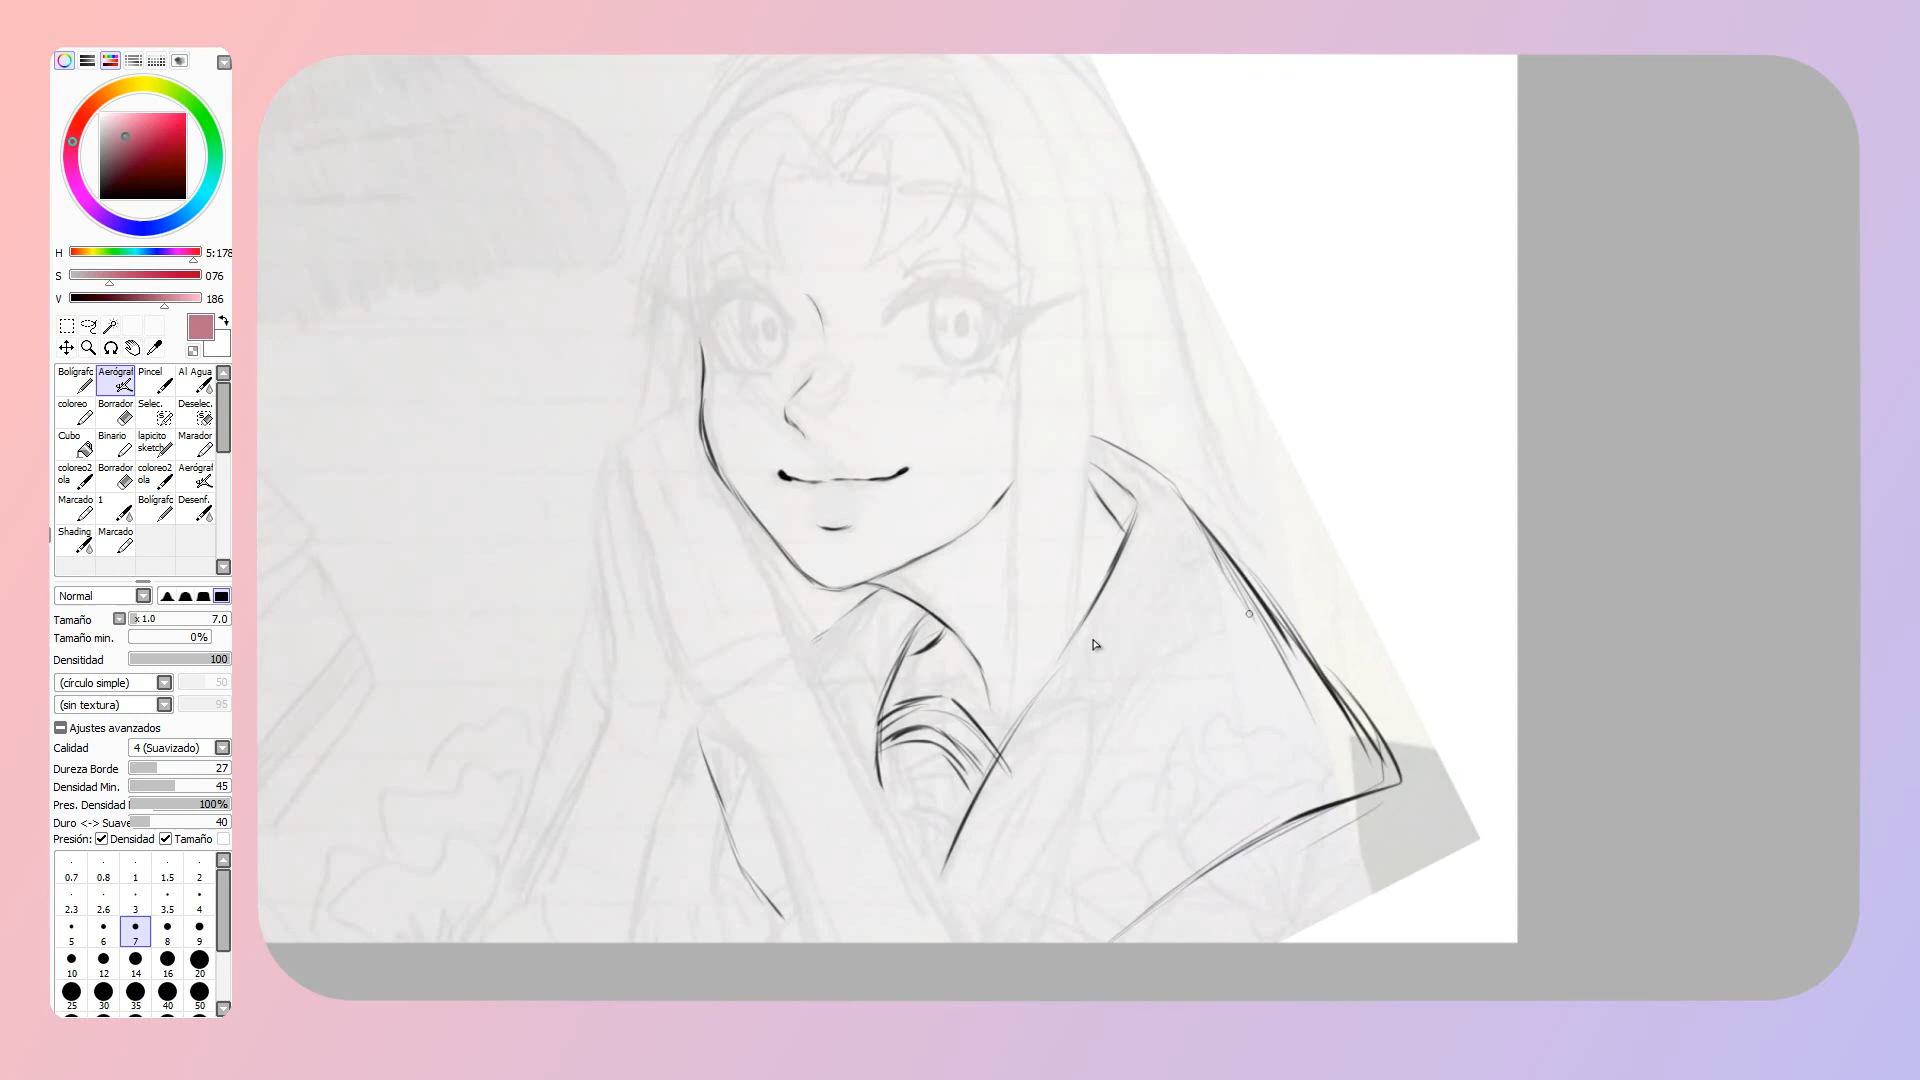 H 5:178
S 076
V 186
Bolígrafo Aerógraf Pincel Al Agua
coloreo Borrador Selec. Deselec.
Cubo Binario lapicito sketch Marador
coloreo2 ola Borrador coloreo2 ola Aerógraf
Marcado 1 Bolígrafo Desenf.
Shading Marcado
Normal
Tamaño x 1.0 7.0
Tamaño min. 0%
Densitidad 100
(círculo simple) 50
(sin textura) 95
Ajustes avanzados
Calidad 4 (Suavizado)
Dureza Borde 27
Densidad Min. 45
Pres. Densidad 100%
Duro <-> Suave 40
Presión: Densidad Tamaño
0.7 0.8 1 1.5 2
2.3 2.6 3 3.5 4
5 6 7 8 9
10 12 14 16 20
25 30 35 40 50